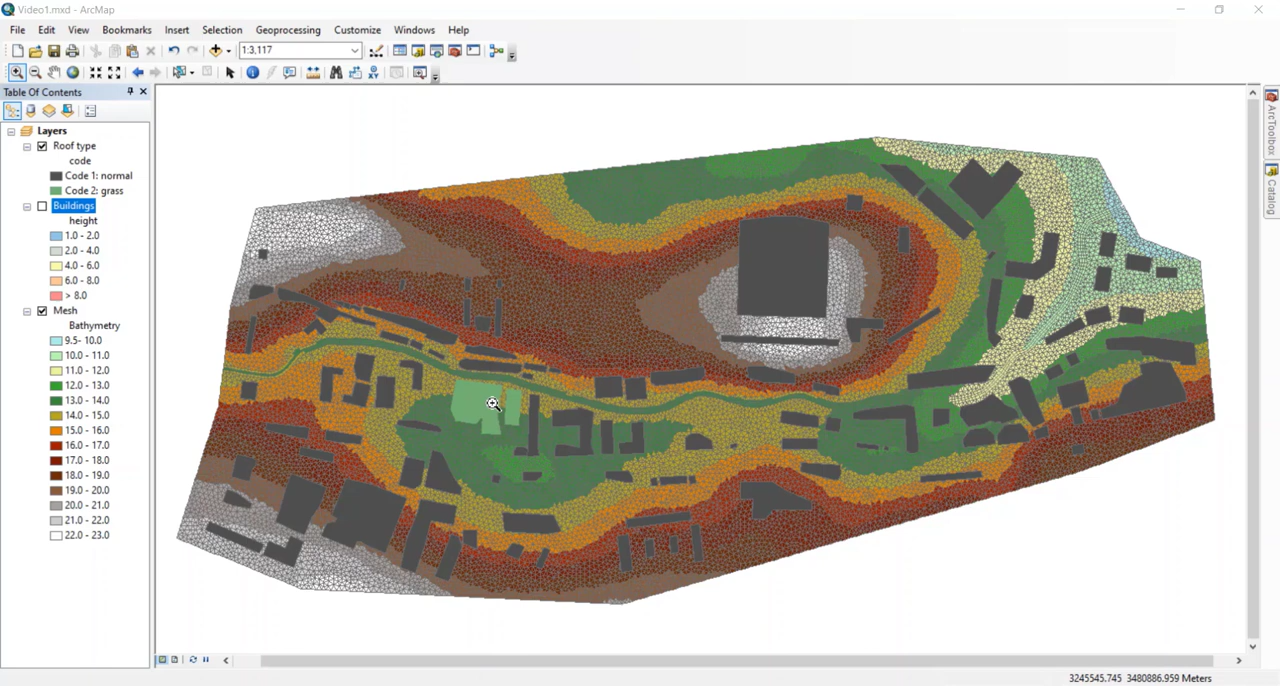 Video1.mxd - ArcMap
File Edit View Bookmarks Insert Selection Geoprocessing Customize Windows Help
1:3,117
Table Of Contents
Layers
Roof type
code
Code 1: normal
Code 2: grass
Buildings
height
1.0 - 2.0
2.0 - 4.0
4.0 - 6.0
6.0 - 8.0
> 8.0
Mesh
Bathymetry
9.5- 10.0
10.0 - 11.0
11.0 - 12.0
12.0 - 13.0
13.0 - 14.0
14.0 - 15.0
15.0 - 16.0
16.0 - 17.0
17.0 - 18.0
18.0 - 19.0
19.0 - 20.0
20.0 - 21.0
21.0 - 22.0
22.0 - 23.0
ArcToolbox
Catalog
3245545.745 3480886.959 Meters